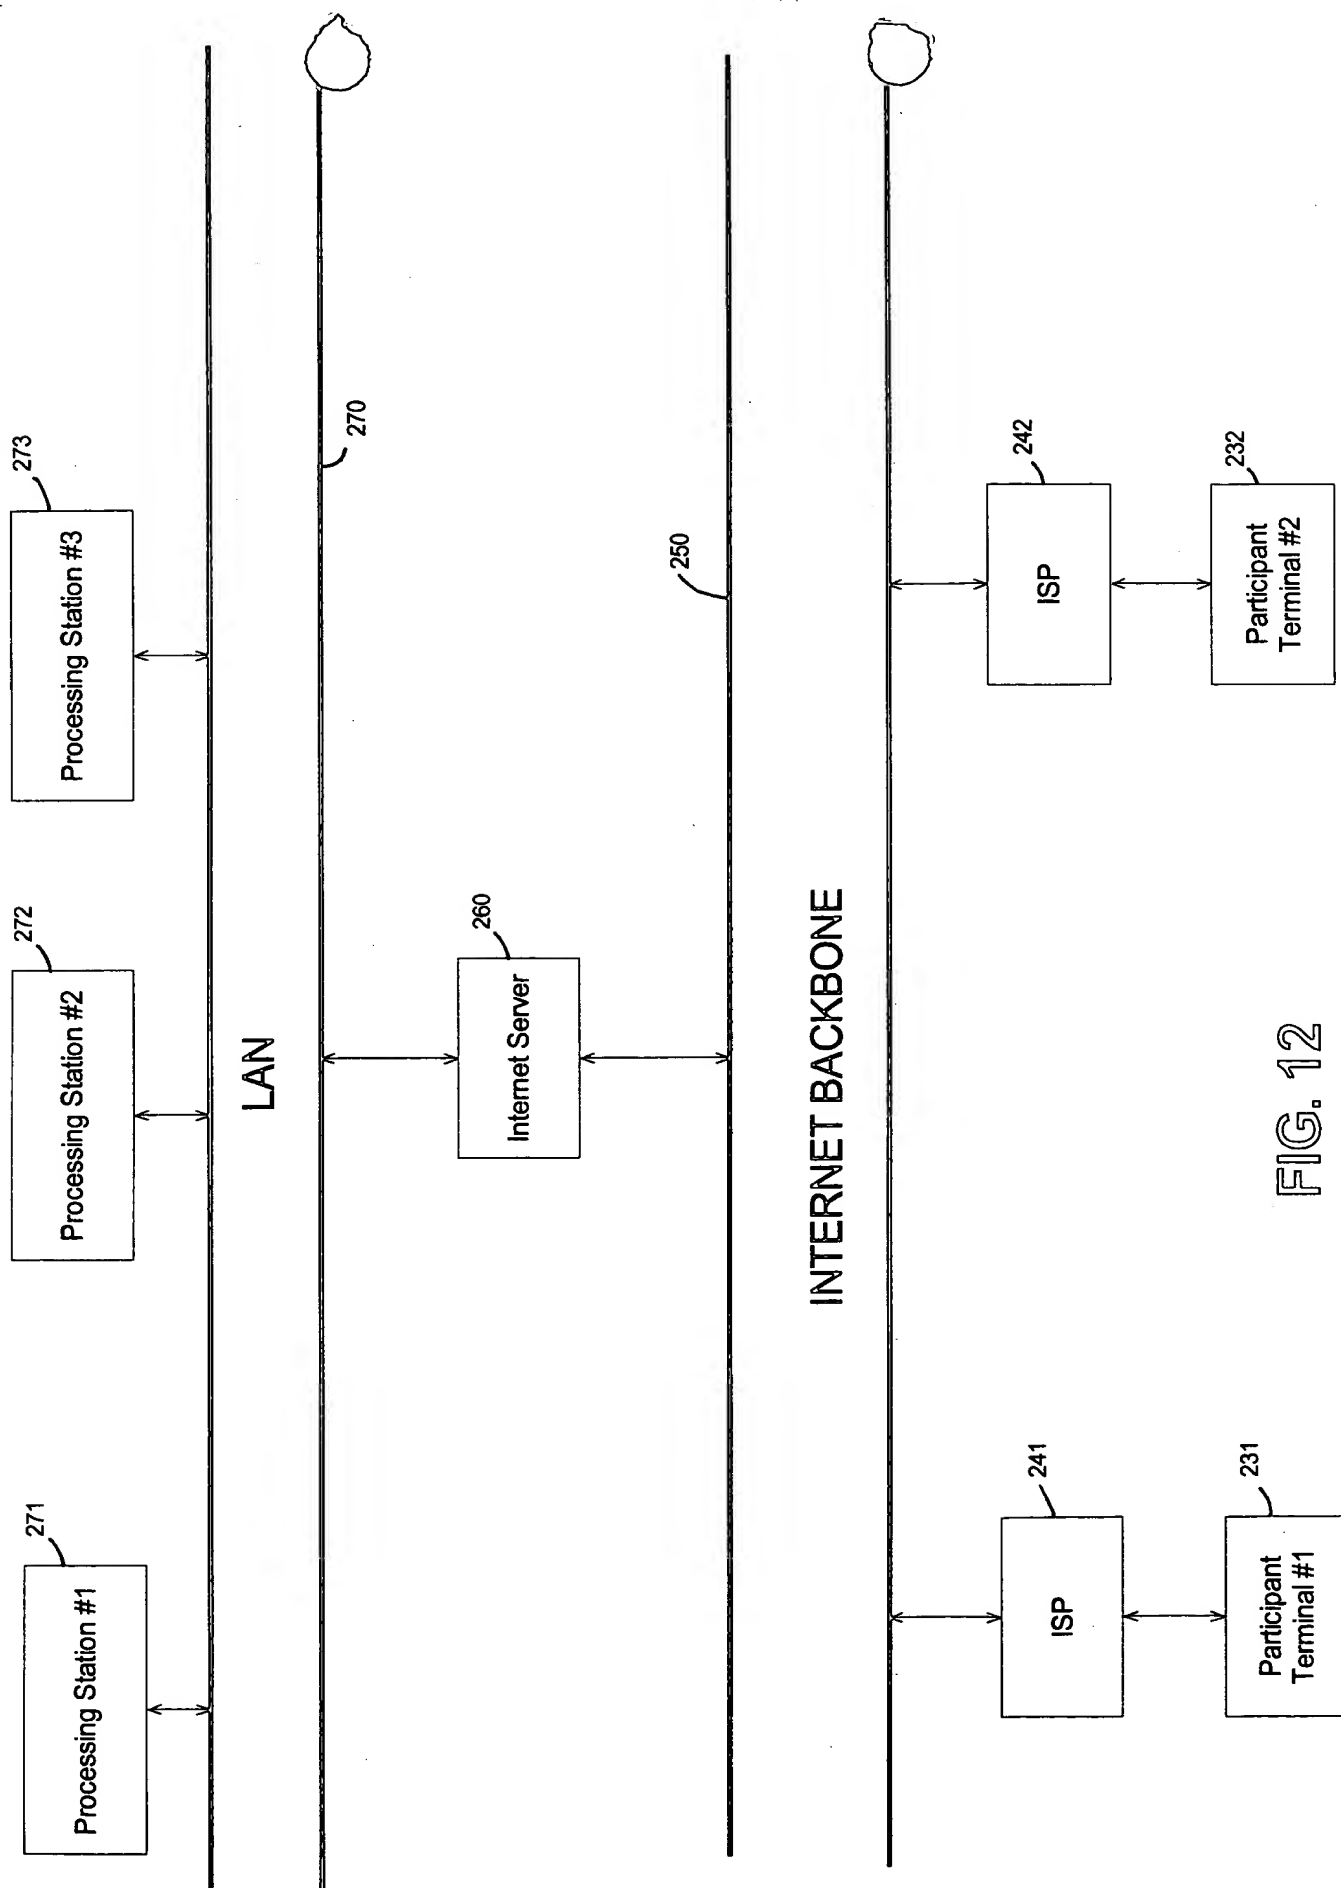 271
Processing Station #1
272
Processing Station #2
273
Processing Station #3
LAN
270
260
Internet Server
250
INTERNET BACKBONE
241
ISP
242
ISP
231
Participant
Terminal #1
232
Participant
Terminal #2
FIG. 12